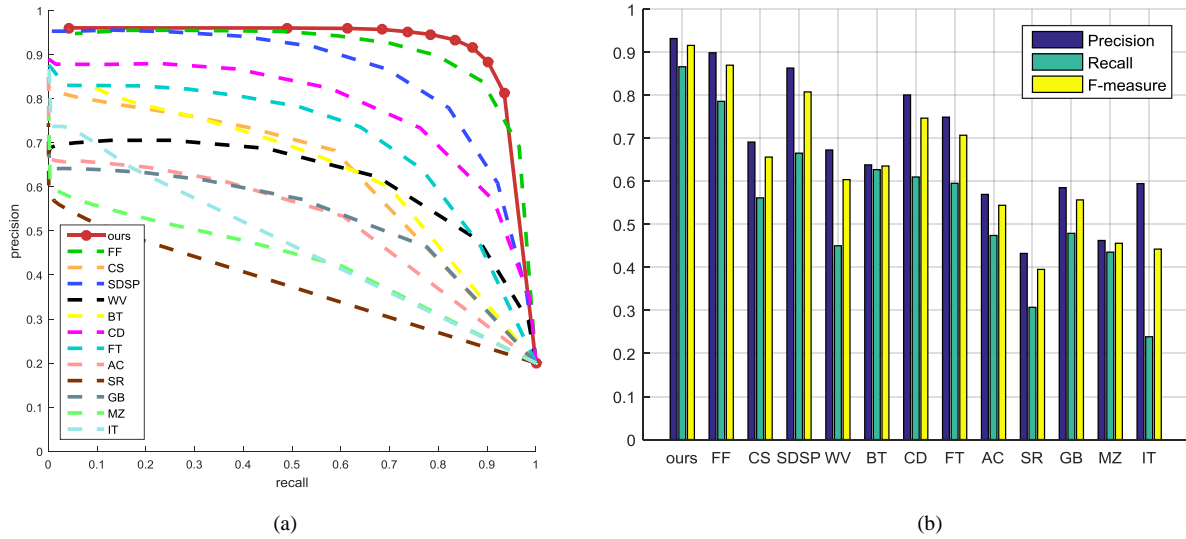 1
0.9
0.8
0.7
0.6
0.5
0.4
0.3
0.2
0.1
0
precision
ours
FF
CS
SDSP
WV
BT
CD
FT
AC
SR
GB
MZ
IT
0 0.1 0.2 0.3 0.4 0.5 0.6 0.7 0.8 0.9 1
recall
(a)
1
0.9
0.8
0.7
0.6
0.5
0.4
0.3
0.2
0.1
0
Precision
Recall
F-measure
ours FF CS SDSP WV BT CD FT AC SR GB MZ IT
(b)